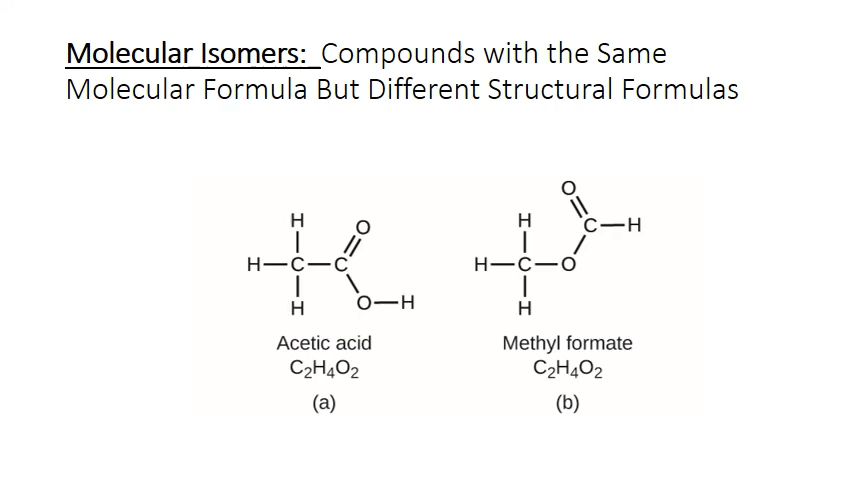 Molecular Isomers: Compounds with the Same
Molecular Formula But Different Structural Formulas
O
H H O C—H
H—C—C H—C—O
H O—H H
Acetic acid Methyl formate
C₂H₄O₂ C₂H₄O₂
(a) (b)